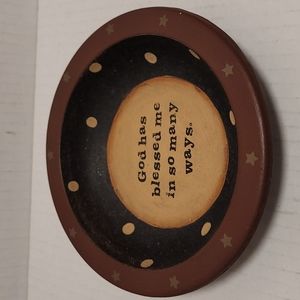 God has
blessed me
in so many
ways.